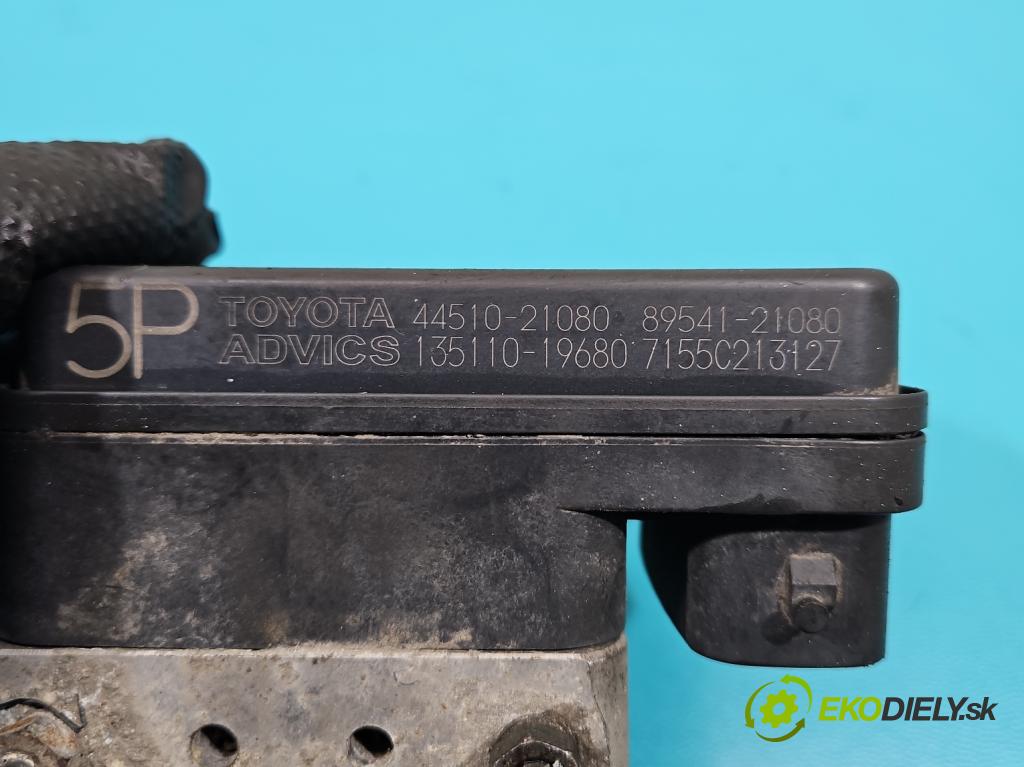 5P
TOYOTA 44510-21080 89541-21080
ADVICS 135110-19680 7155C213127
EKODIELY.sk